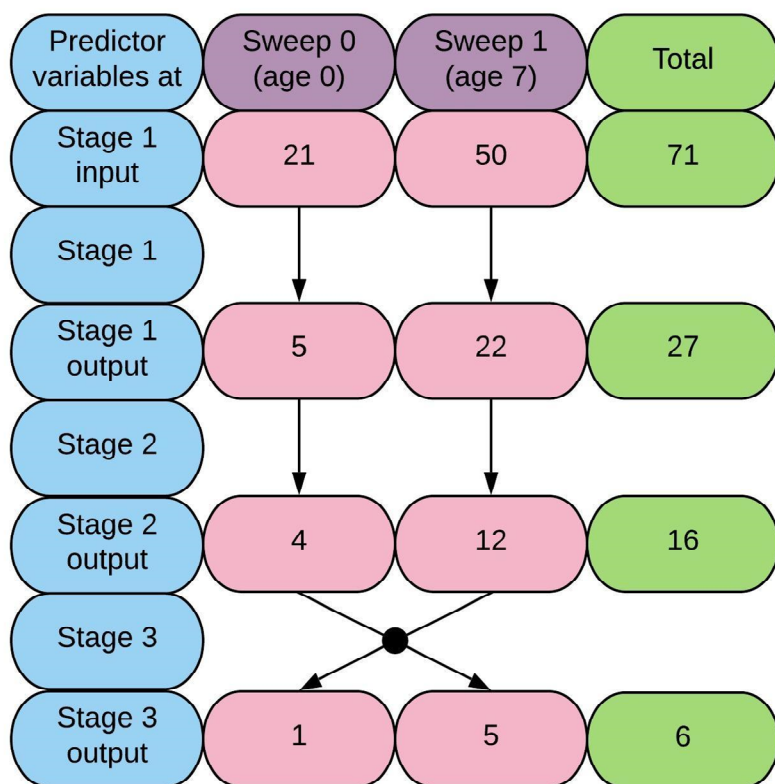 Predictor
variables at
Sweep 0
(age 0)
Sweep 1
(age 7)
Total
Stage 1
input
21
50
71
Stage 1
Stage 1
output
5
22
27
Stage 2
Stage 2
output
4
12
16
Stage 3
Stage 3
output
1
5
6